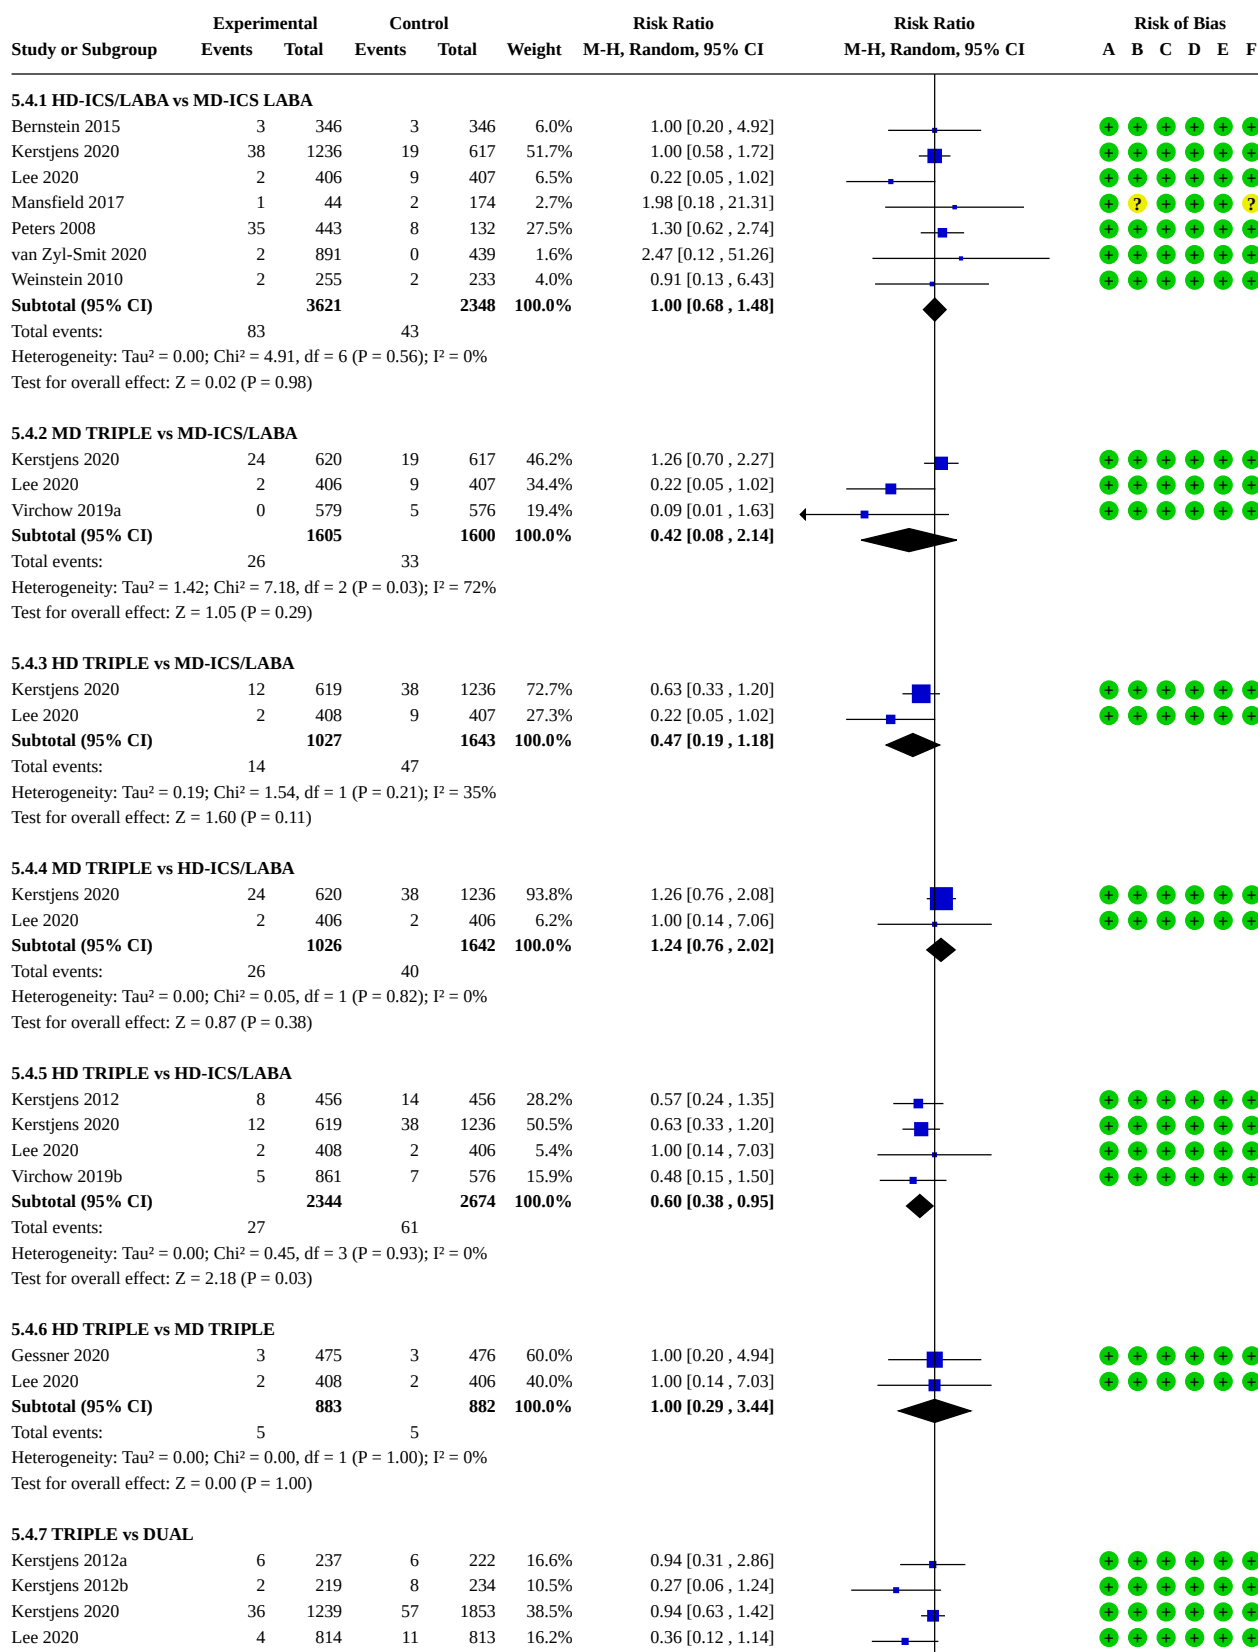 Experimental Control Risk Ratio Risk Ratio Risk of Bias
Study or Subgroup Events Total Events Total Weight M-H, Random, 95% CI M-H, Random, 95% CI A B C D E F
5.4.1 HD-ICS/LABA vs MD-ICS LABA
Bernstein 2015 3 346 3 346 6.0% 1.00 [0.20 , 4.92] + + + + + +
Kerstjens 2020 38 1236 19 617 51.7% 1.00 [0.58 , 1.72] + + + + + +
Lee 2020 2 406 9 407 6.5% 0.22 [0.05 , 1.02] + + + + + +
Mansfield 2017 1 44 2 174 2.7% 1.98 [0.18 , 21.31] + ? + + + ?
Peters 2008 35 443 8 132 27.5% 1.30 [0.62 , 2.74] + + + + + +
van Zyl-Smit 2020 2 891 0 439 1.6% 2.47 [0.12 , 51.26] + + + + + +
Weinstein 2010 2 255 2 233 4.0% 0.91 [0.13 , 6.43] + + + + + +
Subtotal (95% CI) 3621 2348 100.0% 1.00 [0.68 , 1.48]
Total events: 83 43
Heterogeneity: Tau² = 0.00; Chi² = 4.91, df = 6 (P = 0.56); I² = 0%
Test for overall effect: Z = 0.02 (P = 0.98)
5.4.2 MD TRIPLE vs MD-ICS/LABA
Kerstjens 2020 24 620 19 617 46.2% 1.26 [0.70 , 2.27] + + + + + +
Lee 2020 2 406 9 407 34.4% 0.22 [0.05 , 1.02] + + + + + +
Virchow 2019a 0 579 5 576 19.4% 0.09 [0.01 , 1.63] + + + + + +
Subtotal (95% CI) 1605 1600 100.0% 0.42 [0.08 , 2.14]
Total events: 26 33
Heterogeneity: Tau² = 1.42; Chi² = 7.18, df = 2 (P = 0.03); I² = 72%
Test for overall effect: Z = 1.05 (P = 0.29)
5.4.3 HD TRIPLE vs MD-ICS/LABA
Kerstjens 2020 12 619 38 1236 72.7% 0.63 [0.33 , 1.20] + + + + + +
Lee 2020 2 408 9 407 27.3% 0.22 [0.05 , 1.02] + + + + + +
Subtotal (95% CI) 1027 1643 100.0% 0.47 [0.19 , 1.18]
Total events: 14 47
Heterogeneity: Tau² = 0.19; Chi² = 1.54, df = 1 (P = 0.21); I² = 35%
Test for overall effect: Z = 1.60 (P = 0.11)
5.4.4 MD TRIPLE vs HD-ICS/LABA
Kerstjens 2020 24 620 38 1236 93.8% 1.26 [0.76 , 2.08] + + + + + +
Lee 2020 2 406 2 406 6.2% 1.00 [0.14 , 7.06] + + + + + +
Subtotal (95% CI) 1026 1642 100.0% 1.24 [0.76 , 2.02]
Total events: 26 40
Heterogeneity: Tau² = 0.00; Chi² = 0.05, df = 1 (P = 0.82); I² = 0%
Test for overall effect: Z = 0.87 (P = 0.38)
5.4.5 HD TRIPLE vs HD-ICS/LABA
Kerstjens 2012 8 456 14 456 28.2% 0.57 [0.24 , 1.35] + + + + + +
Kerstjens 2020 12 619 38 1236 50.5% 0.63 [0.33 , 1.20] + + + + + +
Lee 2020 2 408 2 406 5.4% 1.00 [0.14 , 7.03] + + + + + +
Virchow 2019b 5 861 7 576 15.9% 0.48 [0.15 , 1.50] + + + + + +
Subtotal (95% CI) 2344 2674 100.0% 0.60 [0.38 , 0.95]
Total events: 27 61
Heterogeneity: Tau² = 0.00; Chi² = 0.45, df = 3 (P = 0.93); I² = 0%
Test for overall effect: Z = 2.18 (P = 0.03)
5.4.6 HD TRIPLE vs MD TRIPLE
Gessner 2020 3 475 3 476 60.0% 1.00 [0.20 , 4.94] + + + + + +
Lee 2020 2 408 2 406 40.0% 1.00 [0.14 , 7.03] + + + + + +
Subtotal (95% CI) 883 882 100.0% 1.00 [0.29 , 3.44]
Total events: 5 5
Heterogeneity: Tau² = 0.00; Chi² = 0.00, df = 1 (P = 1.00); I² = 0%
Test for overall effect: Z = 0.00 (P = 1.00)
5.4.7 TRIPLE vs DUAL
Kerstjens 2012a 6 237 6 222 16.6% 0.94 [0.31 , 2.86] + + + + + +
Kerstjens 2012b 2 219 8 234 10.5% 0.27 [0.06 , 1.24] + + + + + +
Kerstjens 2020 36 1239 57 1853 38.5% 0.94 [0.63 , 1.42] + + + + + +
Lee 2020 4 814 11 813 16.2% 0.36 [0.12 , 1.14] + + + + + +